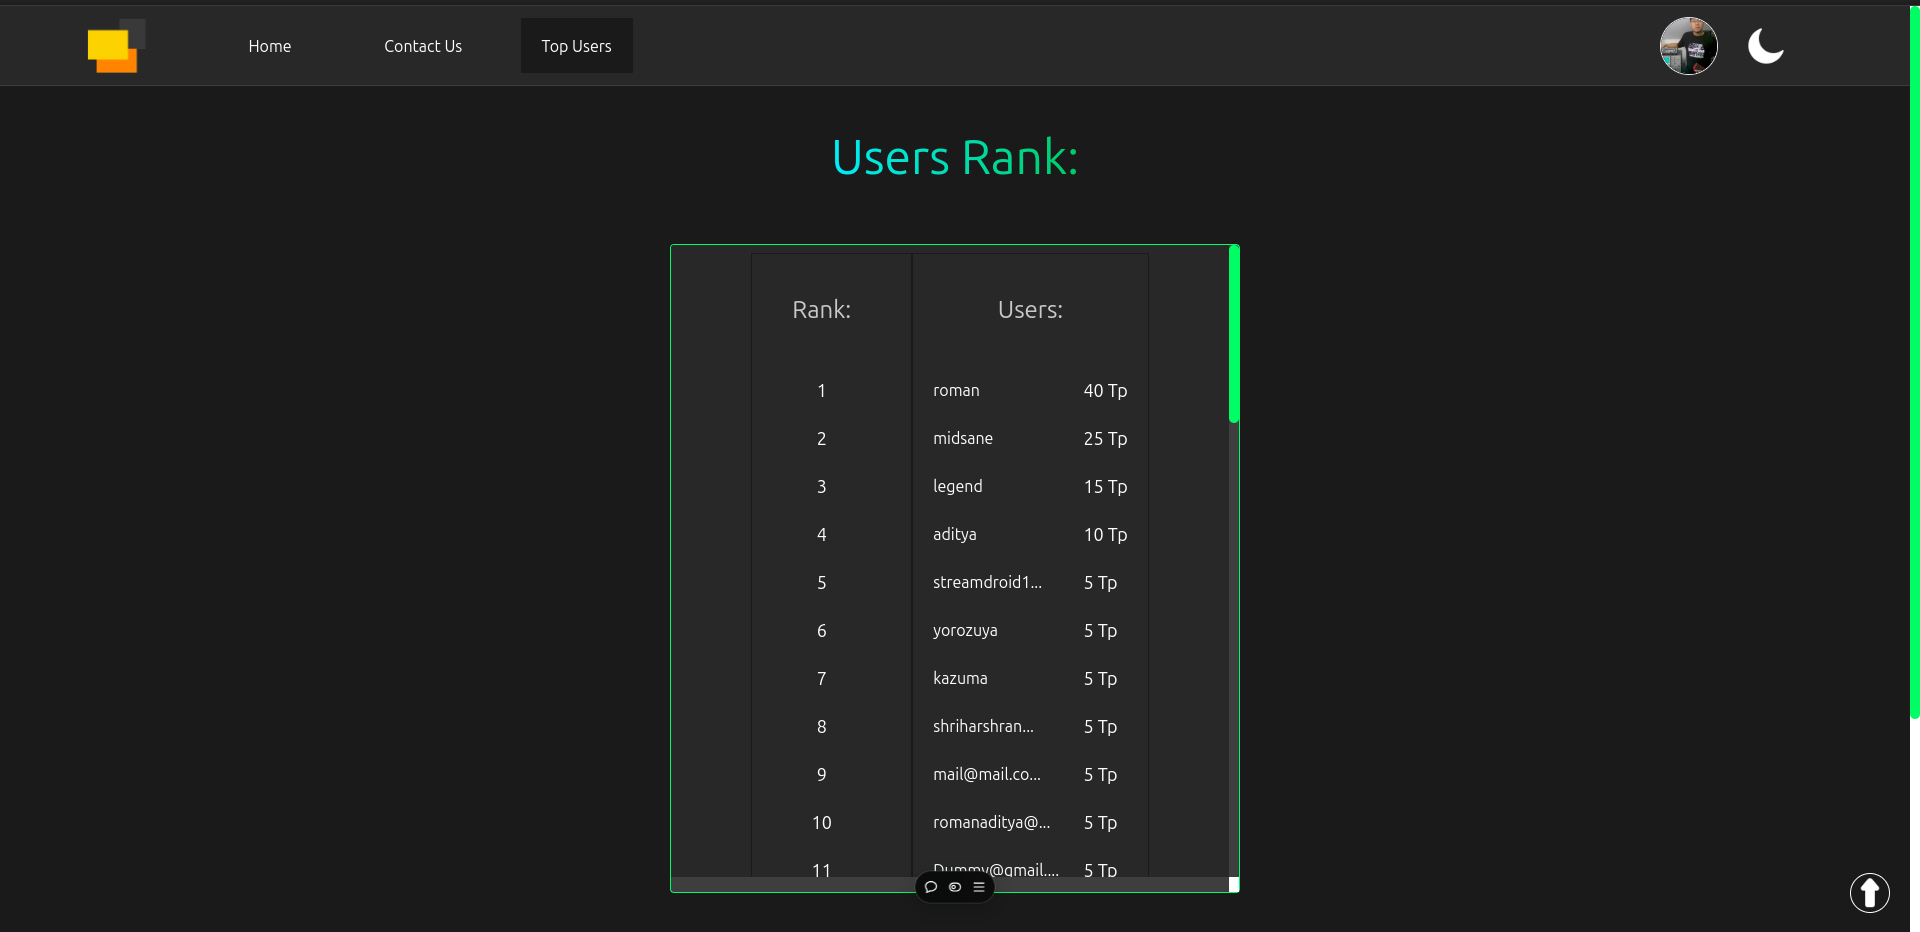 Home Contact Us Top Users
Users Rank:
Rank: Users:
1 roman 40 Tp
2 midsane 25 Tp
3 legend 15 Tp
4 aditya 10 Tp
5 streamdroid1... 5 Tp
6 yorozuya 5 Tp
7 kazuma 5 Tp
8 shriharshran... 5 Tp
9 mail@mail.co... 5 Tp
10 romanaditya@... 5 Tp
11 Dummy@gmail.... 5 Tp